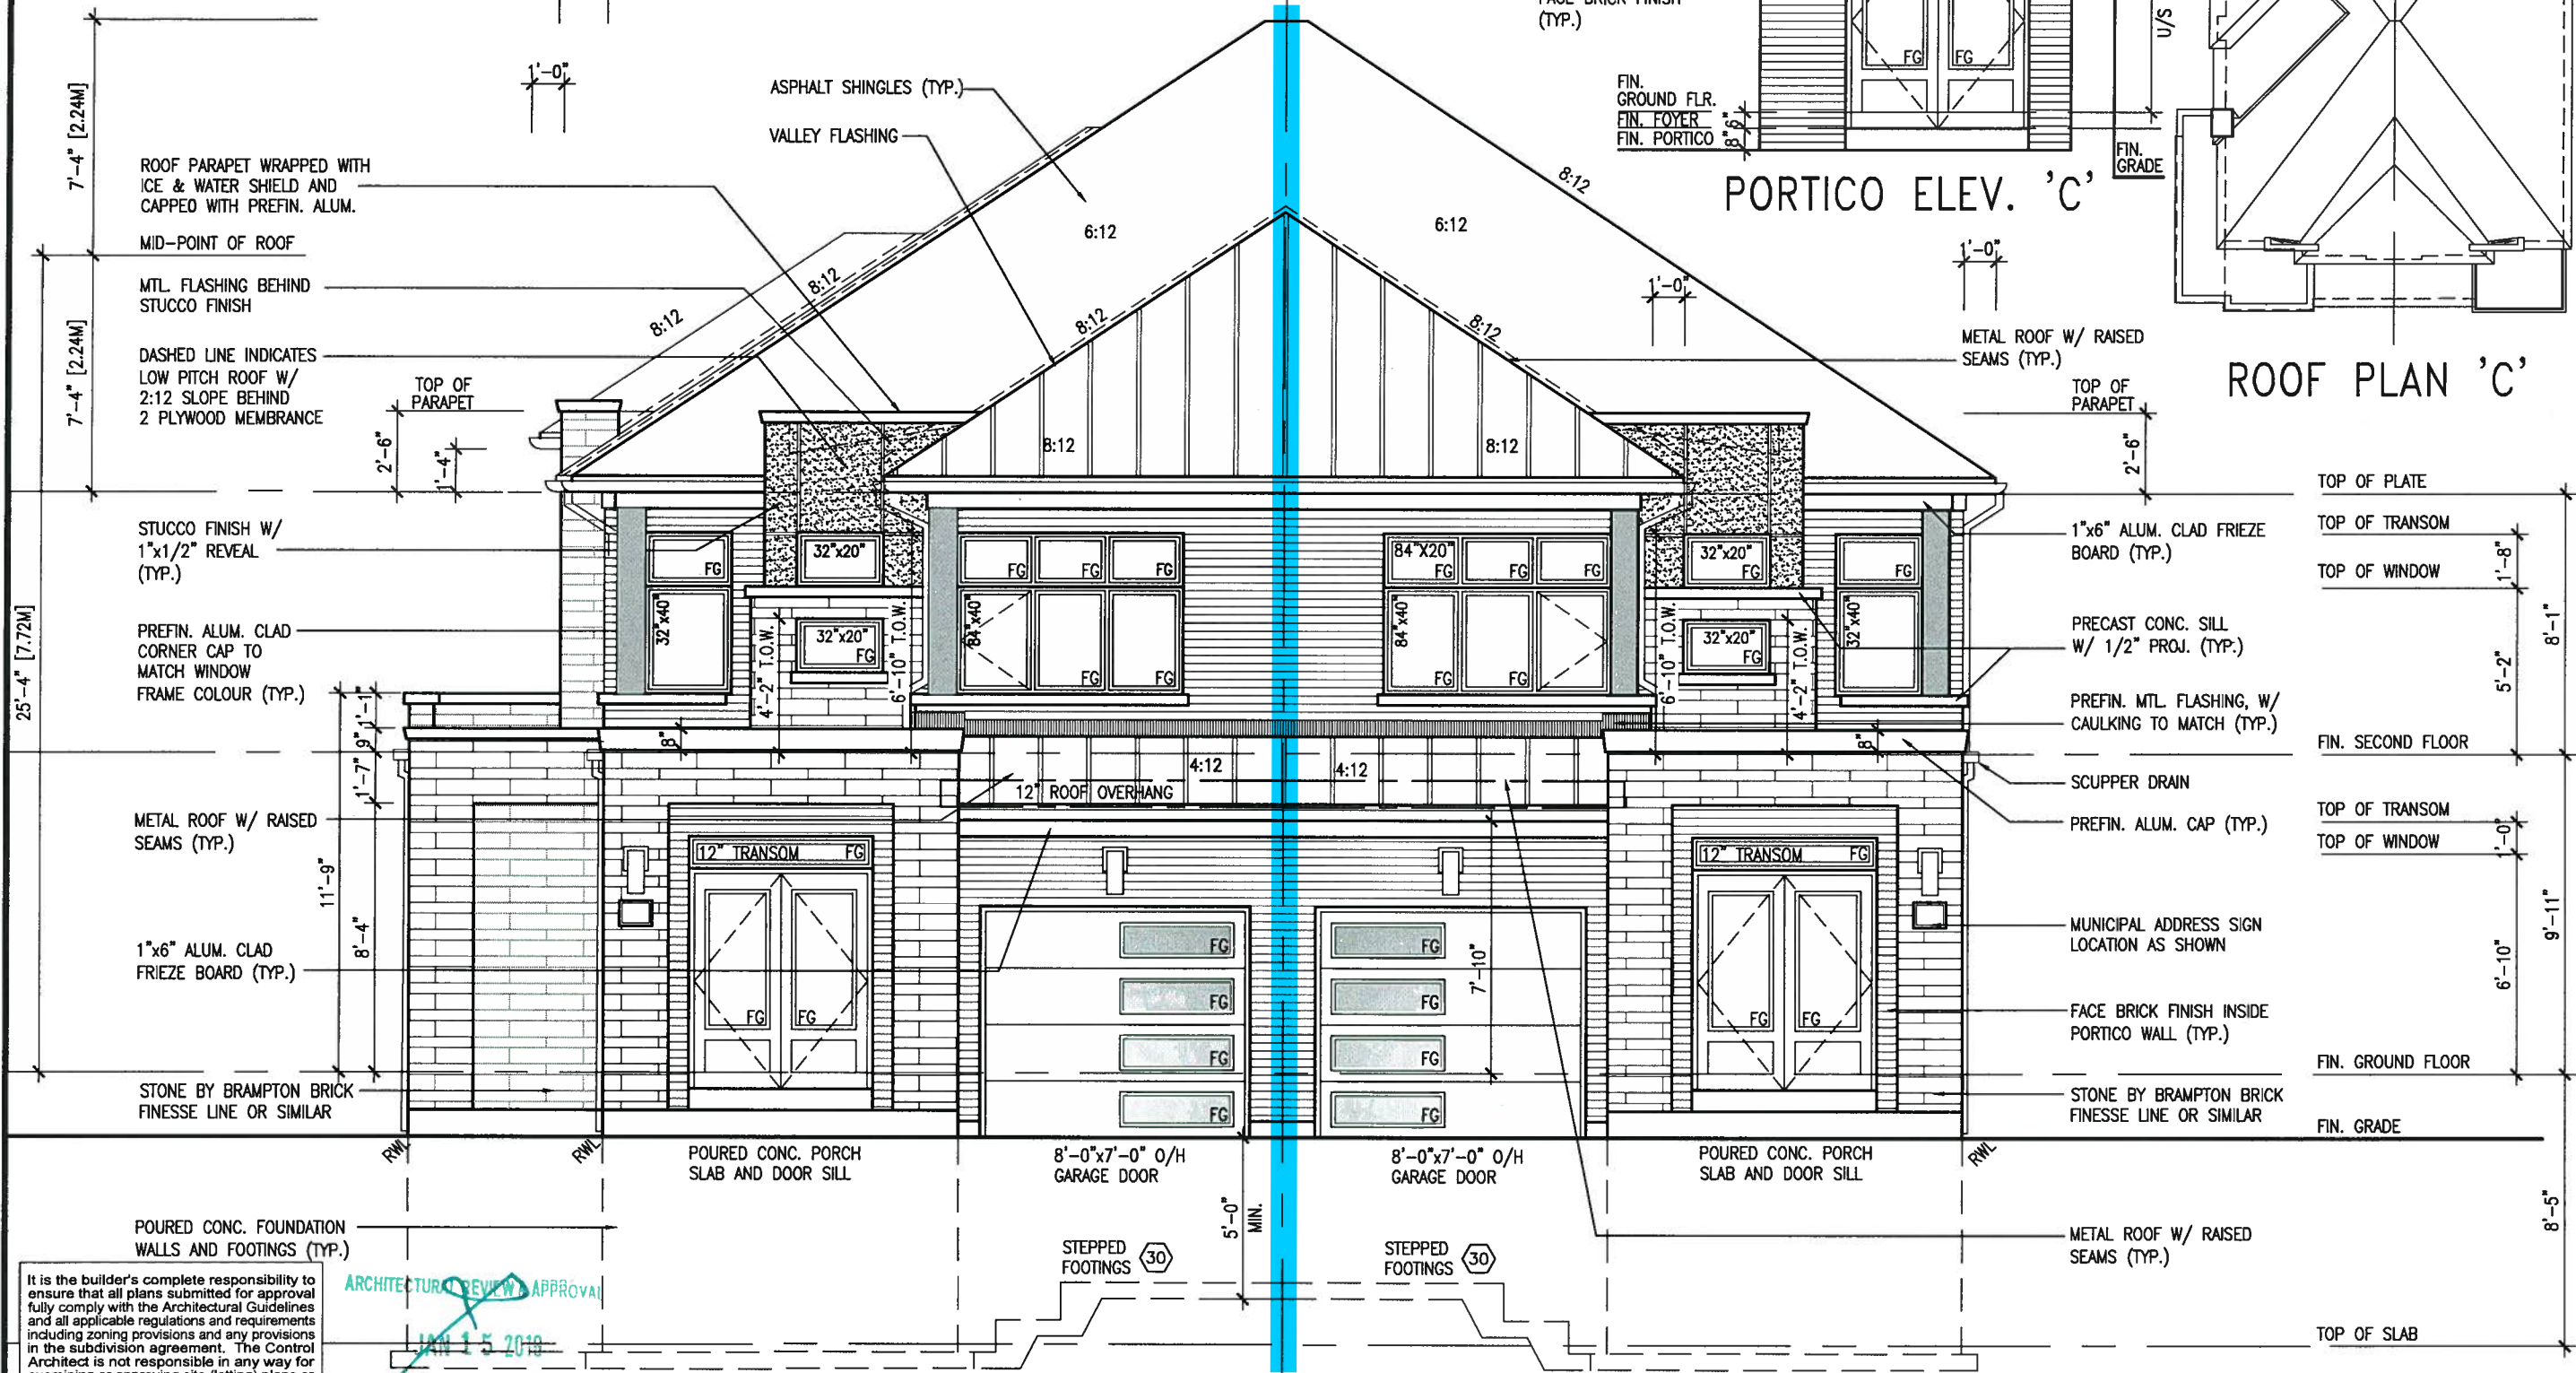 FACE BRICK FINISH
(TYP.)
FG
FG
U/S
FIN.
GROUND FLR.
FIN. FOYER
FIN. PORTICO
6"
8"
FIN.
GRADE
PORTICO ELEV. 'C'
ROOF PLAN 'C'
7'-4" [2.24M]
7'-4" [2.24M]
25'-4" [7.72M]
1'-0"
ASPHALT SHINGLES (TYP.)
VALLEY FLASHING
ROOF PARAPET WRAPPED WITH
ICE & WATER SHIELD AND
CAPPED WITH PREFIN. ALUM.
MID-POINT OF ROOF
MTL. FLASHING BEHIND
STUCCO FINISH
DASHED LINE INDICATES
LOW PITCH ROOF W/
2:12 SLOPE BEHIND
2 PLYWOOD MEMBRANCE
TOP OF
PARAPET
2'-6"
1'-4"
STUCCO FINISH W/
1"x1/2" REVEAL
(TYP.)
PREFIN. ALUM. CLAD
CORNER CAP TO
MATCH WINDOW
FRAME COLOUR (TYP.)
1'-1"
9"
1'-7"
11'-9"
8'-4"
METAL ROOF W/ RAISED
SEAMS (TYP.)
1"x6" ALUM. CLAD
FRIEZE BOARD (TYP.)
STONE BY BRAMPTON BRICK
FINESSE LINE OR SIMILAR
POURED CONC. FOUNDATION
WALLS AND FOOTINGS (TYP.)
8:12
8:12
6:12
6:12
8:12
8:12
8:12
8:12
8:12
1'-0"
1'-0"
FG
32"x20"
FG FG FG
84"X20"
FG FG FG
32"x20"
FG
FG
32"x40"
32"x20"
FG
4'-2" T.O.W.
6'-10" T.O.W.
84"x40"
FG FG
84"x40"
FG FG
6'-10" T.O.W.
32"x20"
FG
4'-2" T.O.W.
32"x40"
8"
8"
4:12
4:12
12" ROOF OVERHANG
12" TRANSOM FG
12" TRANSOM FG
FG FG
FG FG
FG
FG
FG
FG
FG
FG
FG
FG
7'-10"
RWL
RWL
RWL
POURED CONC. PORCH
SLAB AND DOOR SILL
8'-0"x7'-0" O/H
GARAGE DOOR
8'-0"x7'-0" O/H
GARAGE DOOR
POURED CONC. PORCH
SLAB AND DOOR SILL
5'-0"
MIN.
STEPPED
FOOTINGS 30
STEPPED
FOOTINGS 30
METAL ROOF W/ RAISED
SEAMS (TYP.)
TOP OF
PARAPET
2'-6"
1"x6" ALUM. CLAD FRIEZE
BOARD (TYP.)
PRECAST CONC. SILL
W/ 1/2" PROJ. (TYP.)
PREFIN. MTL. FLASHING, W/
CAULKING TO MATCH (TYP.)
SCUPPER DRAIN
PREFIN. ALUM. CAP (TYP.)
MUNICIPAL ADDRESS SIGN
LOCATION AS SHOWN
FACE BRICK FINISH INSIDE
PORTICO WALL (TYP.)
STONE BY BRAMPTON BRICK
FINESSE LINE OR SIMILAR
METAL ROOF W/ RAISED
SEAMS (TYP.)
TOP OF PLATE
TOP OF TRANSOM
TOP OF WINDOW
FIN. SECOND FLOOR
TOP OF TRANSOM
TOP OF WINDOW
FIN. GROUND FLOOR
FIN. GRADE
TOP OF SLAB
1'-8"
5'-2"
8'-1"
1'-0"
6'-10"
9'-11"
8'-5"
It is the builder's complete responsibility to
ensure that all plans submitted for approval
fully comply with the Architectural Guidelines
and all applicable regulations and requirements
including zoning provisions and any provisions
in the subdivision agreement. The Control
Architect is not responsible in any way for
ARCHITECTURAL REVIEW & APPROVAL
JAN 15 2019